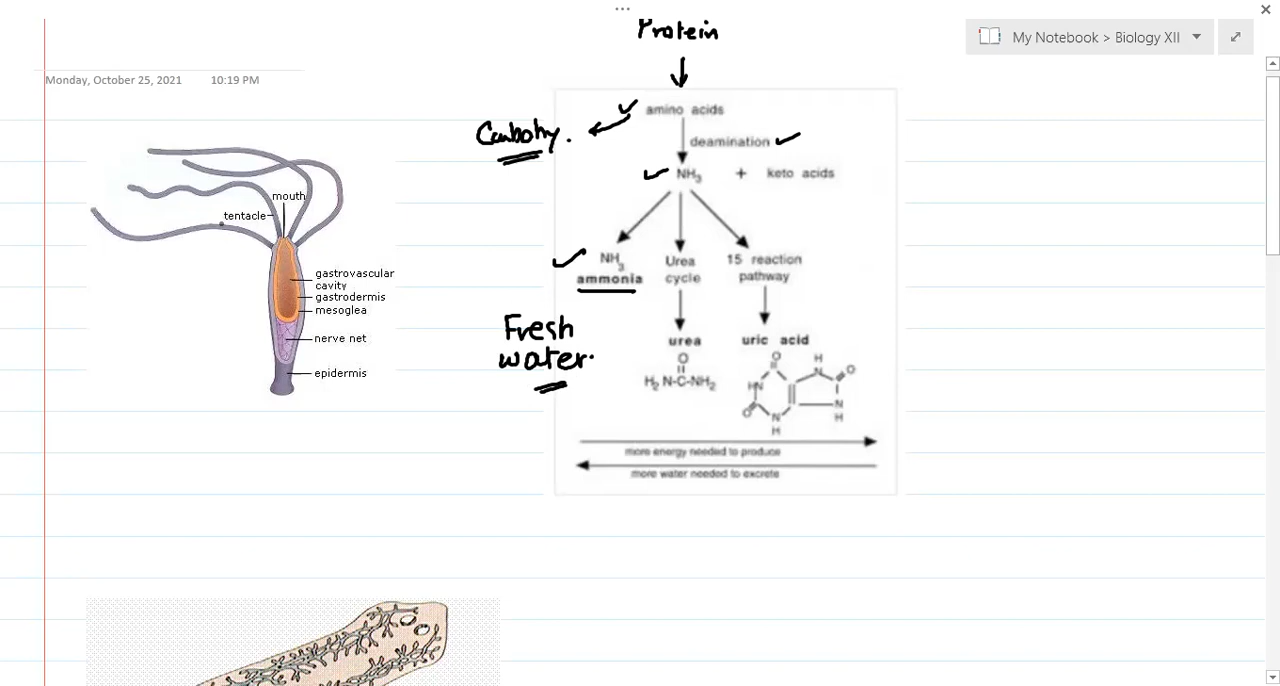 My Notebook > Biology XII
Monday, October 25, 2021 10:19 PM
Protein
amino acids
deamination
NH3 + keto acids
NH3
ammonia
Urea
cycle
15 reaction
pathway
urea
O
H2 N-C-NH2
uric acid
O
H
N
O
HN
N
H
O
N
H
more energy needed to produce
more water needed to excrete
Fresh
water.
mouth
tentacle
gastrovascular
cavity
gastrodermis
mesoglea
nerve net
epidermis